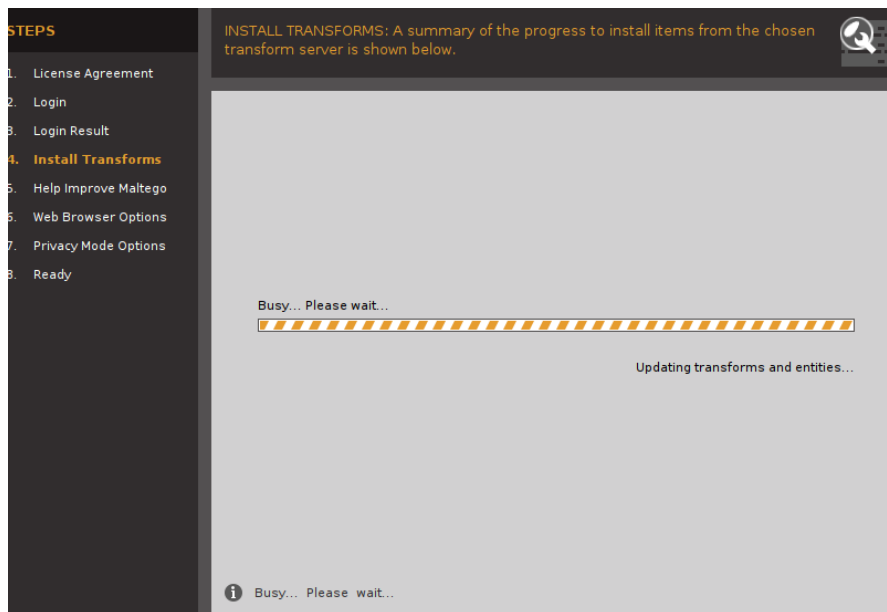 STEPS
1. License Agreement
2. Login
3. Login Result
4. Install Transforms
5. Help Improve Maltego
6. Web Browser Options
7. Privacy Mode Options
8. Ready
INSTALL TRANSFORMS: A summary of the progress to install items from the chosen
transform server is shown below.
Busy... Please wait...
Updating transforms and entities...
Busy... Please wait...